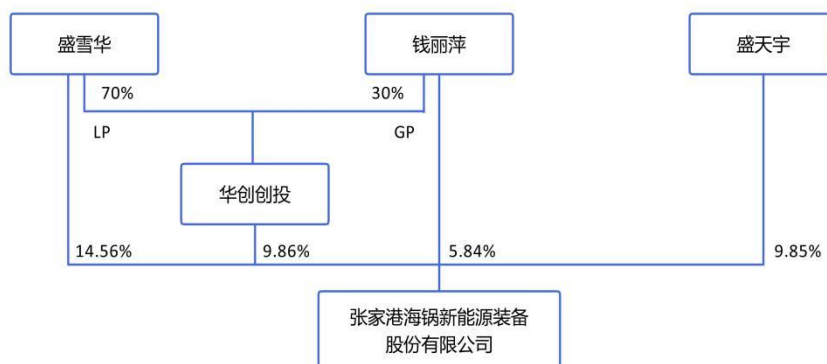 盛雪华
钱丽萍
盛天宇
70%
30%
LP
GP
华创创投
14.56%
9.86%
5.84%
9.85%
张家港海锅新能源装备
股份有限公司